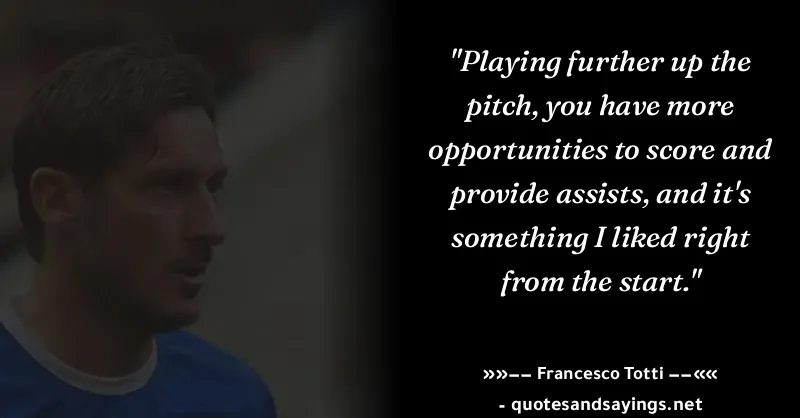 "Playing further up the
pitch, you have more
opportunities to score and
provide assists, and it's
something I liked right
from the start."
»»−− Francesco Totti −−««
- quotesandsayings.net